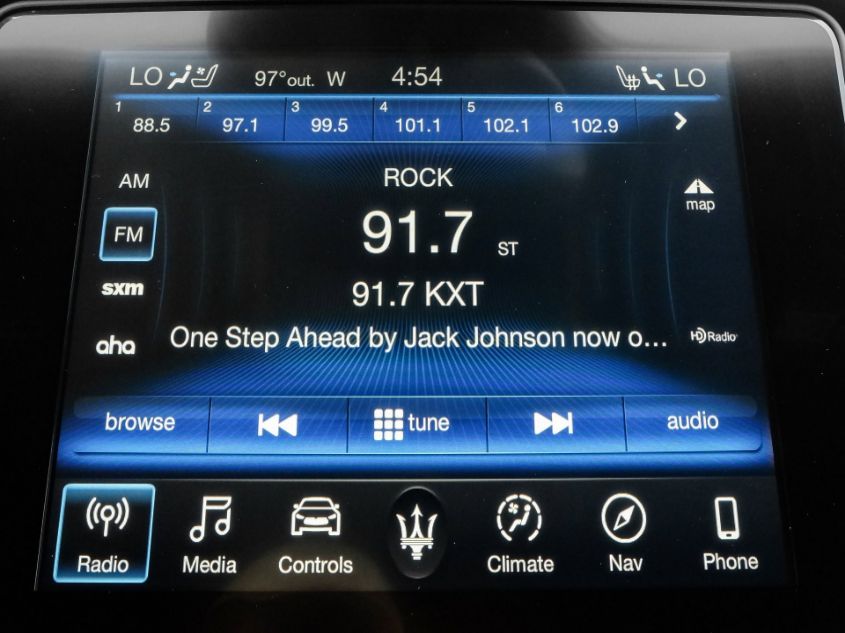 LO 97°out. W 4:54 LO
1 88.5 2 97.1 3 99.5 4 101.1 5 102.1 6 102.9
AM
ROCK
map
FM
91.7 ST
sxm
91.7 KXT
aha
One Step Ahead by Jack Johnson now o...
HD Radio
browse tune audio
Radio Media Controls Climate Nav Phone